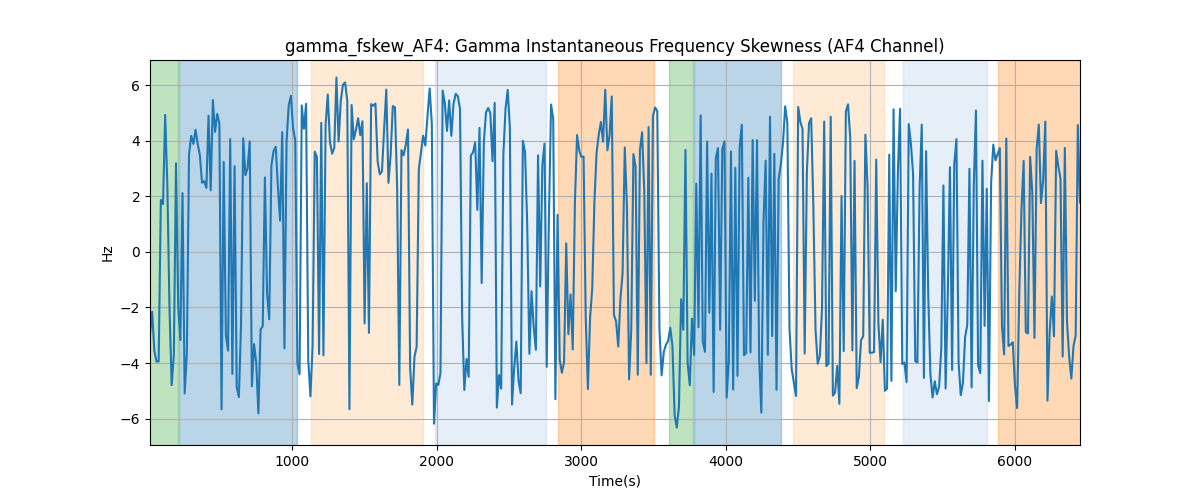 gamma_fskew_AF4: Gamma Instantaneous Frequency Skewness (AF4 Channel)
6
4
2
0
−2
−4
−6
Hz
1000 2000 3000 4000 5000 6000
Time(s)